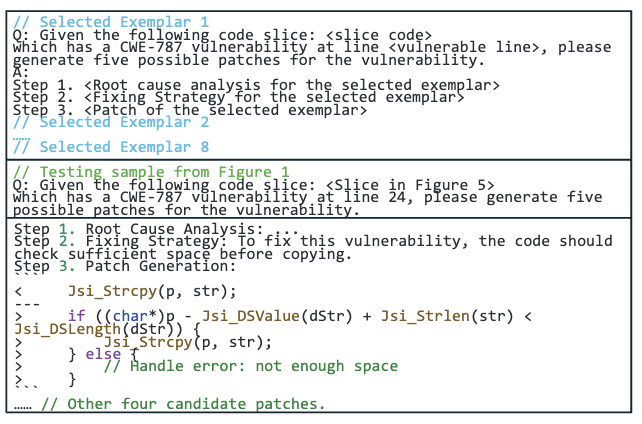 // Selected Exemplar 1
Q: Given the following code slice: <slice code>
which has a CWE-787 vulnerability at line <vulnerable line>, please
generate five possible patches for the vulnerability.
A:
Step 1. <Root cause analysis for the selected exemplar>
Step 2. <Fixing Strategy for the selected exemplar>
Step 3. <Patch of the selected exemplar>
// Selected Exemplar 2
……
// Selected Exemplar 8
// Testing sample from Figure 1
Q: Given the following code slice: <Slice in Figure 5>
which has a CWE-787 vulnerability at line 24, please generate five
possible patches for the vulnerability.
Step 1. Root Cause Analysis: ...
Step 2. Fixing Strategy: To fix this vulnerability, the code should
check sufficient space before copying.
Step 3. Patch Generation:
```
<     Jsi_Strcpy(p, str);
---
>     if ((char*)p - Jsi_DSValue(dStr) + Jsi_Strlen(str) <
Jsi_DSLength(dStr)) {
>         Jsi_Strcpy(p, str);
>     } else {
>         // Handle error: not enough space
>     }
```
…… // Other four candidate patches.